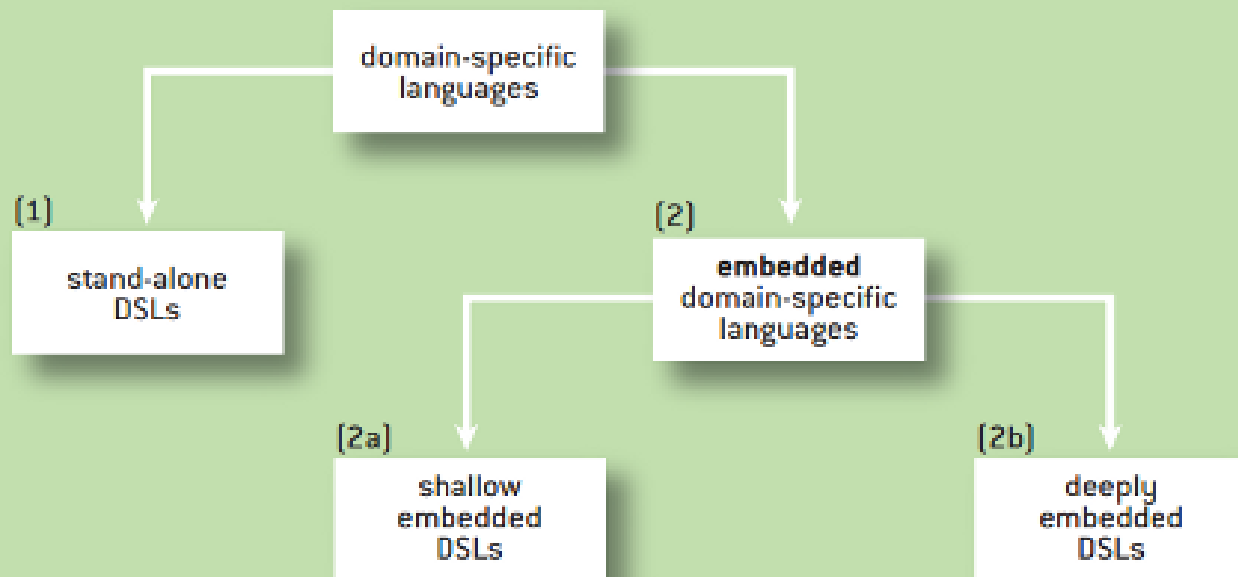 domain-specific
languages
(1)
stand-alone
DSLs
(2)
embedded
domain-specific
languages
(2a)
shallow
embedded
DSLs
(2b)
deeply
embedded
DSLs